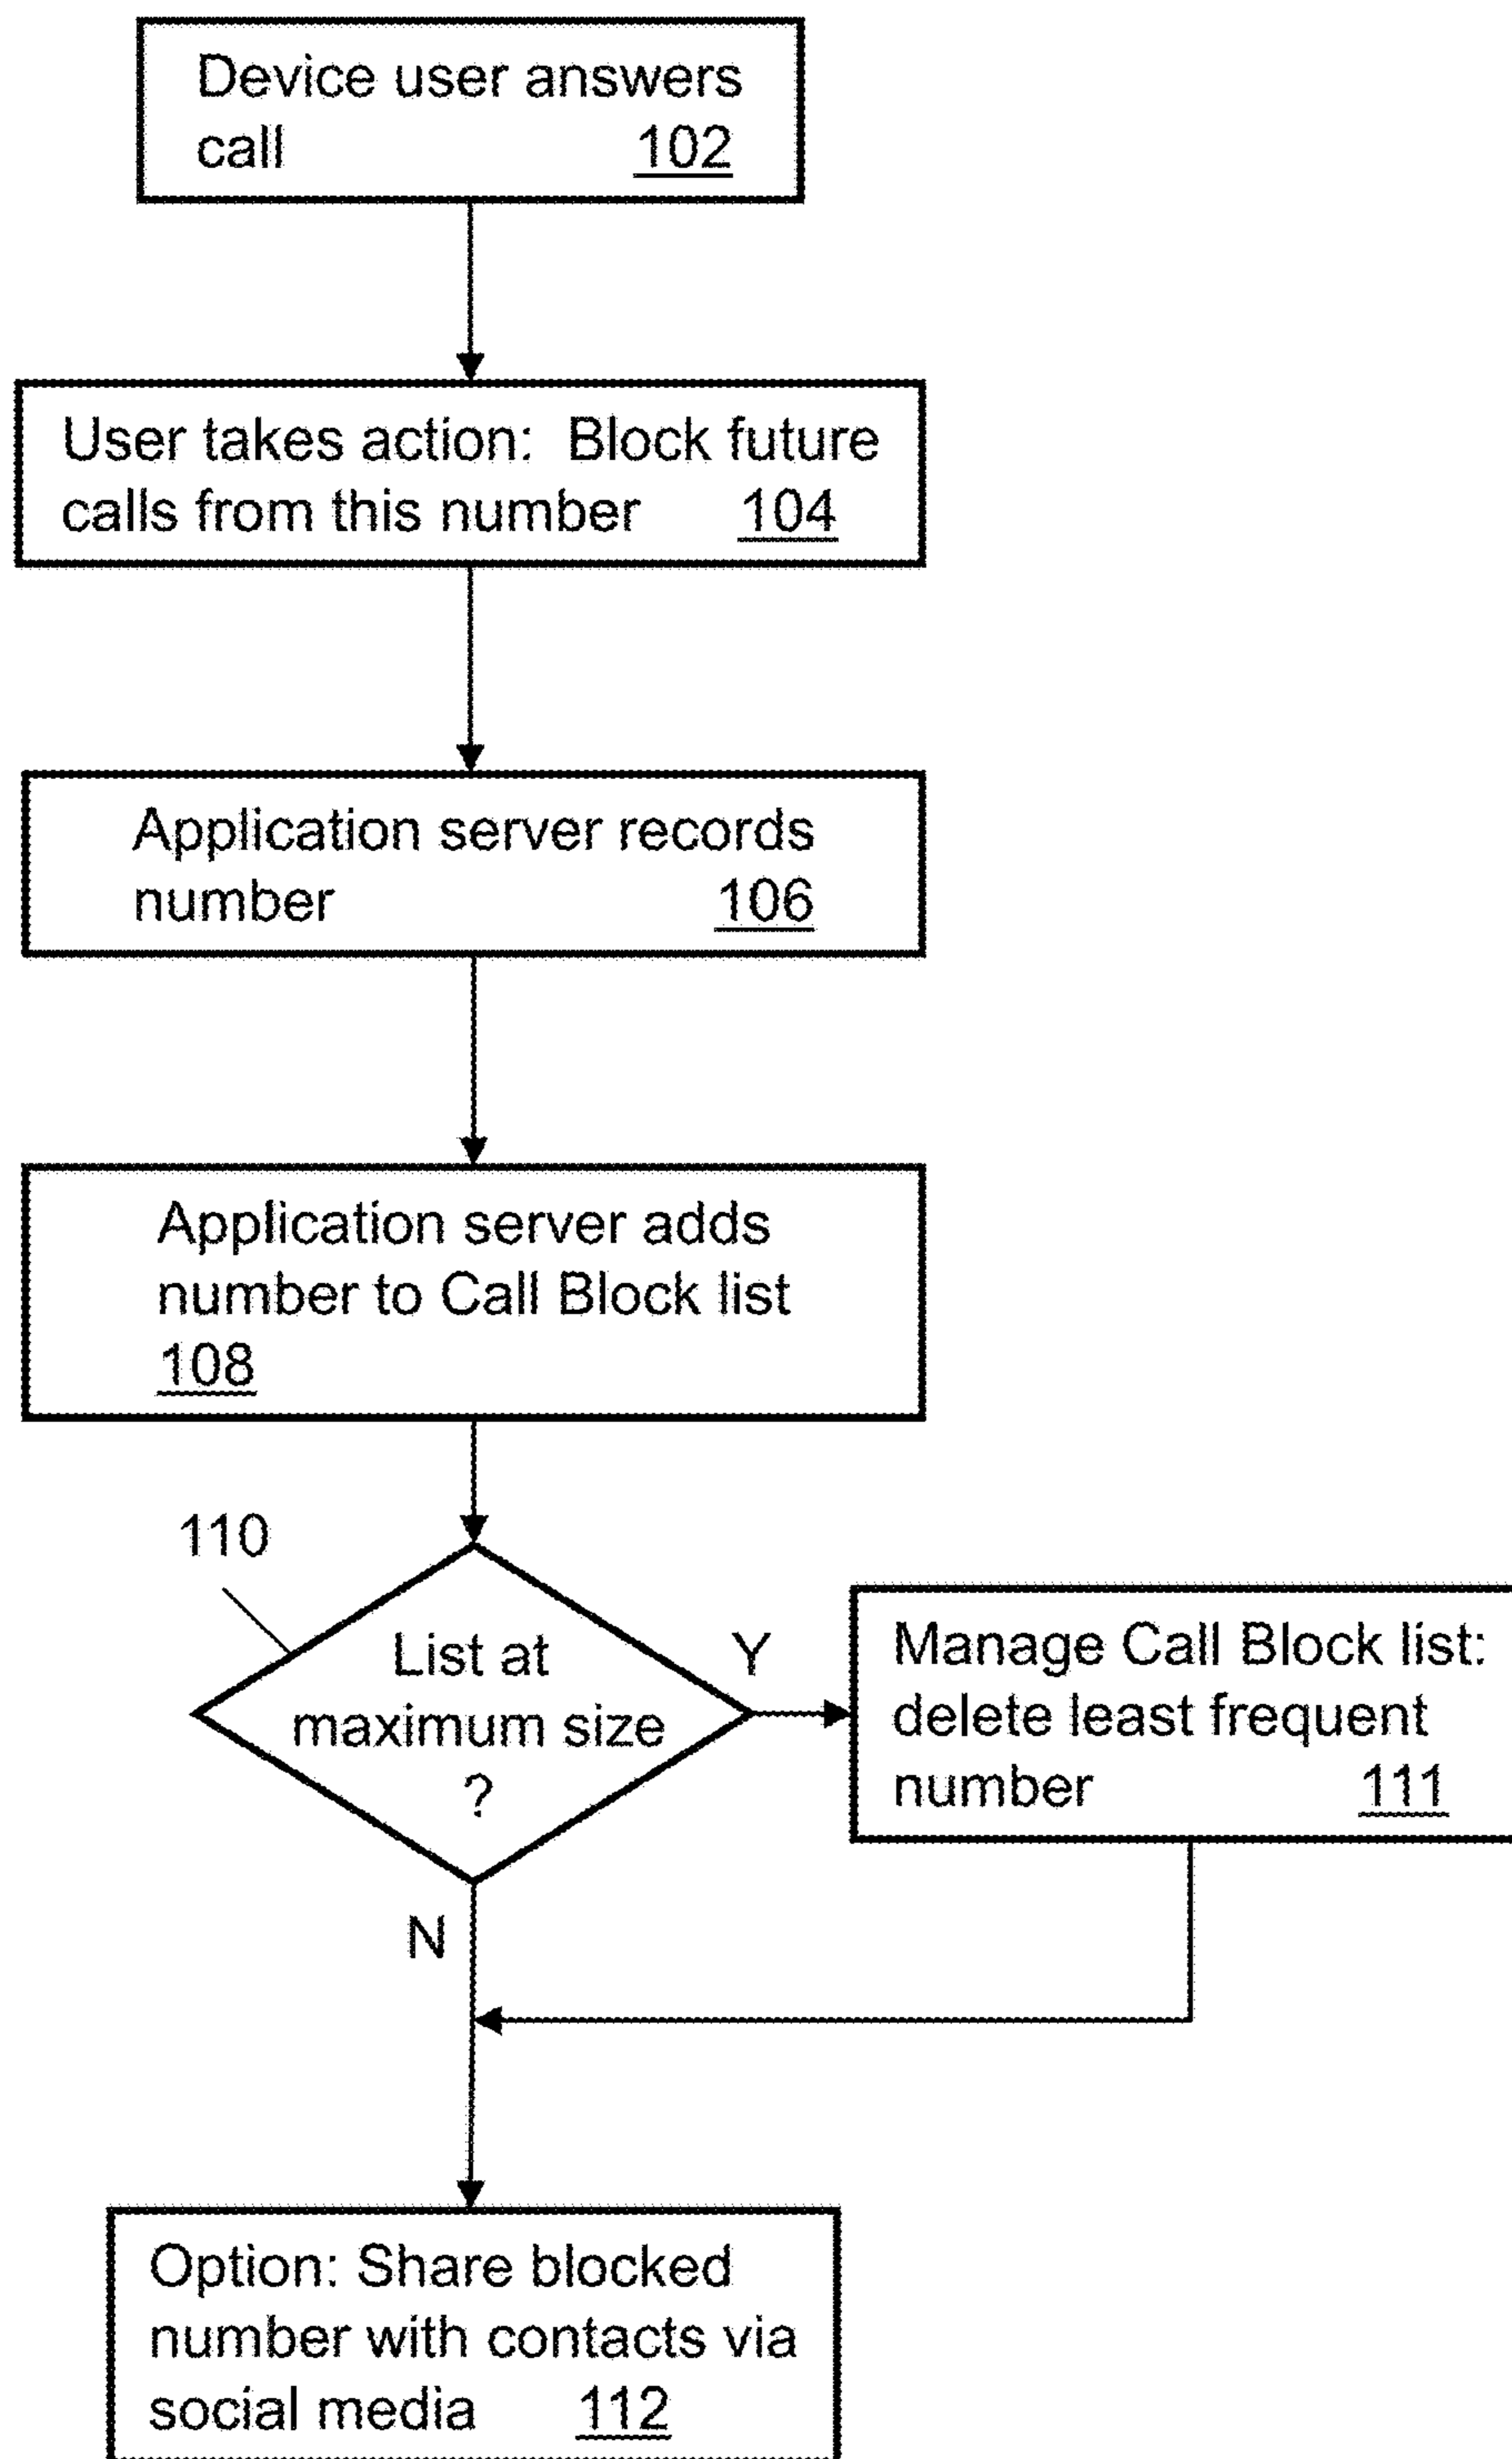 Device user answers
call 102
User takes action: Block future
calls from this number 104
Application server records
number 106
Application server adds
number to Call Block list
108
110
List at
maximum size
?
Y
Manage Call Block list:
delete least frequent
number 111
N
Option: Share blocked
number with contacts via
social media 112